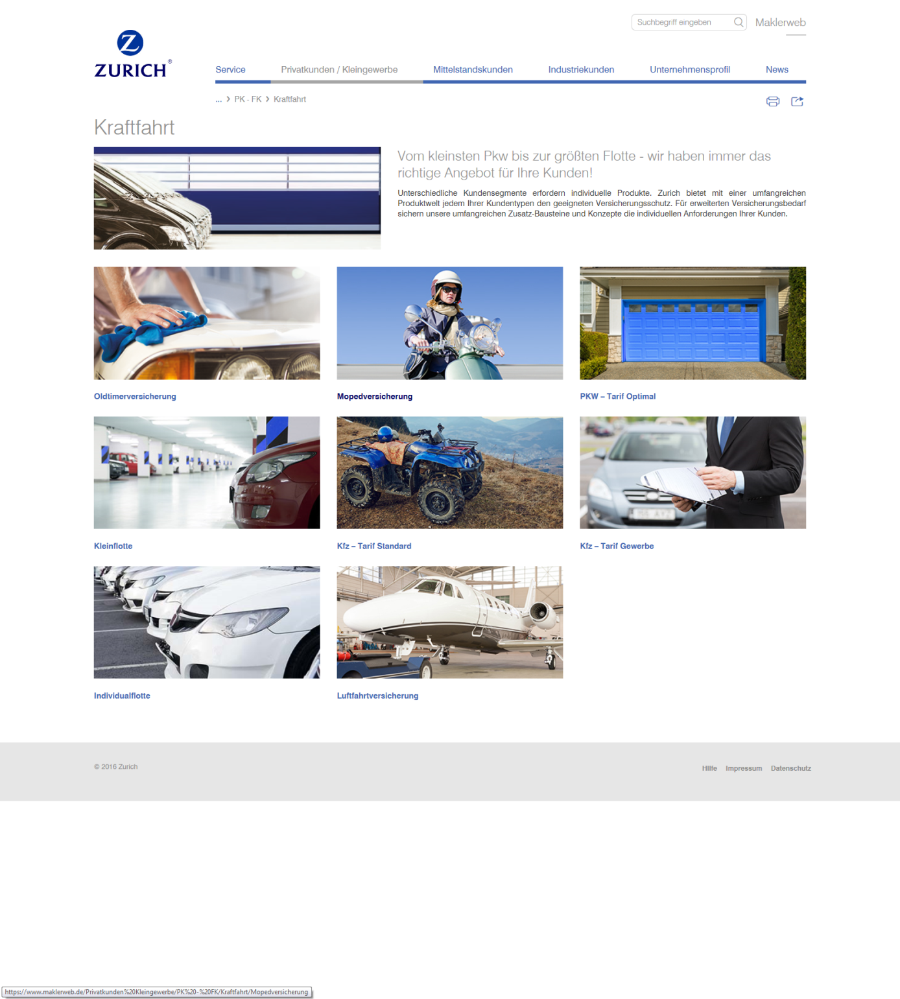 Suchbegriff eingeben
Maklerweb
Z
ZURICH®
Service
Privatkunden / Kleingewerbe
Mittelstandskunden
Industriekunden
Unternehmensprofil
News
... > PK - FK > Kraftfahrt
Kraftfahrt
Vom kleinsten Pkw bis zur größten Flotte - wir haben immer das
richtige Angebot für Ihre Kunden!
Unterschiedliche Kundensegmente erfordern individuelle Produkte. Zurich bietet mit einer umfangreichen
Produktwelt jedem Ihrer Kundentypen den geeigneten Versicherungsschutz. Für erweiterten Versicherungsbedarf
sichern unsere umfangreichen Zusatz-Bausteine und Konzepte die individuellen Anforderungen Ihrer Kunden.
Oldtimerversicherung
Mopedversicherung
PKW – Tarif Optimal
Kleinflotte
Kfz – Tarif Standard
Kfz – Tarif Gewerbe
Individualflotte
Luftfahrtversicherung
© 2016 Zurich
Hilfe
Impressum
Datenschutz
https://www.maklerweb.de/Privatkunden%20Kleingewerbe/PK%20-%20FK/Kraftfahrt/Mopedversicherung